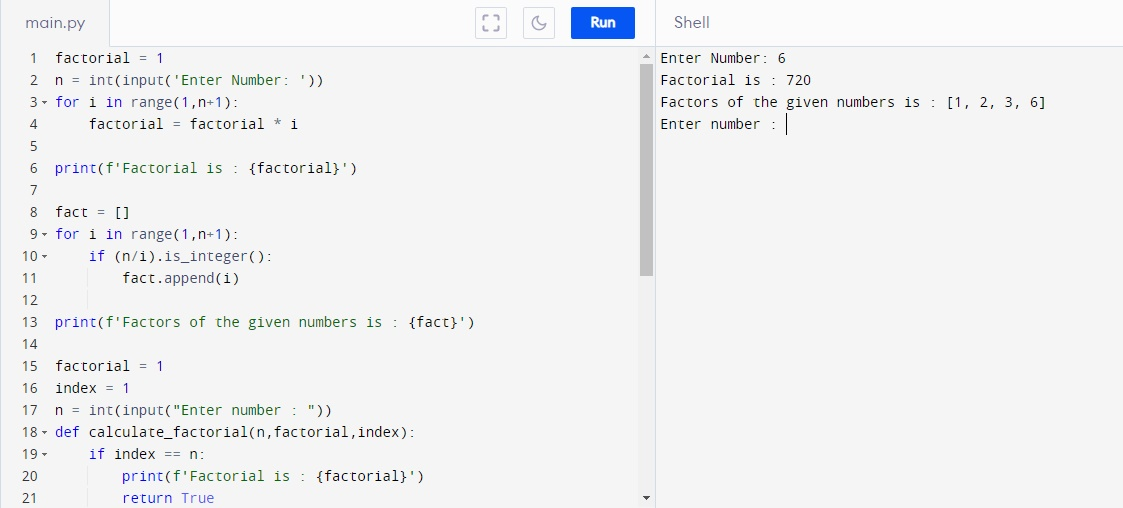 main.py
Run
Shell
1 factorial = 1
2 n = int(input('Enter Number: '))
3 for i in range(1,n+1):
4     factorial = factorial * i
5
6 print(f'Factorial is : {factorial}')
7
8 fact = []
9 for i in range(1,n+1):
10     if (n/i).is_integer():
11         fact.append(i)
12
13 print(f'Factors of the given numbers is : {fact}')
14
15 factorial = 1
16 index = 1
17 n = int(input("Enter number : "))
18 def calculate_factorial(n,factorial,index):
19     if index == n:
20         print(f'Factorial is : {factorial}')
21         return True
Enter Number: 6
Factorial is : 720
Factors of the given numbers is : [1, 2, 3, 6]
Enter number :